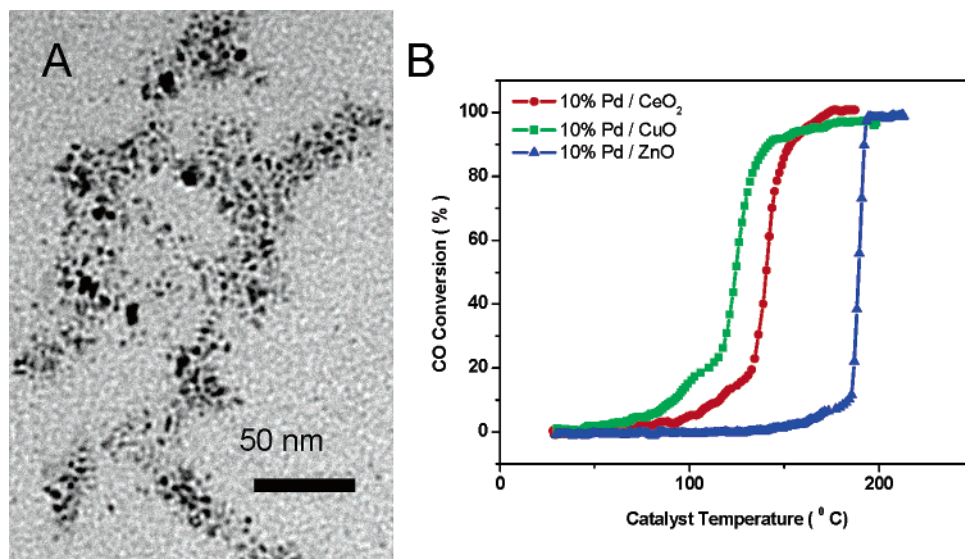 A
50 nm
B
10% Pd / CeO₂
10% Pd / CuO
10% Pd / ZnO
CO Conversion ( % )
100
80
60
40
20
0
0
100
200
Catalyst Temperature ( ⁰ C)